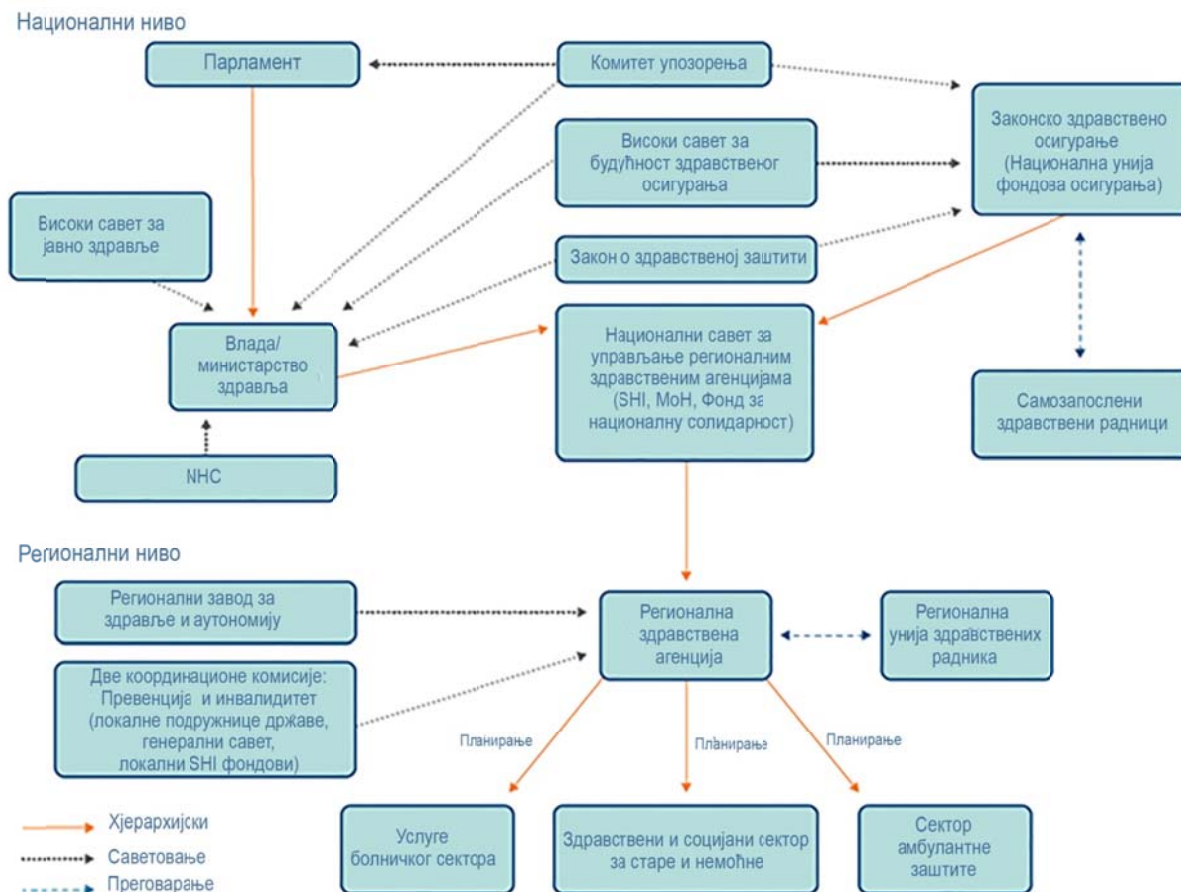 Национални ниво
Парламент
Комитет упозорења
Законско здравствено
осигурање
(Национална унија
фондова осигурања)
Високи савет за
будућност здравствеог
осигурања
Високи савет за
јавно здравље
Закон о здравственој заштити
Влада/
министарство
здравља
Национални савет за
управљање регионалним
здравственим агенцијама
(SHI, MoH, Фонд за
националну солидарност)
Самозапослени
здравствени радници
NHC
Регионални ниво
Регионални завод за
здравље и аутономију
Регионална
здравствена
агенција
Регионална
унија здравствених
радника
Две координационе комисије:
Превенција и инвалидитет
(локалне подружнице државе,
генерални савет,
локални SHI фондови)
Планирање
Планирање
Планирање
Услуге
болничког сектора
Здравствени и социјани сектор
за старе и немоћне
Сектор
амбулантне
заштите
Хјерархијски
Саветовање
Преговарање